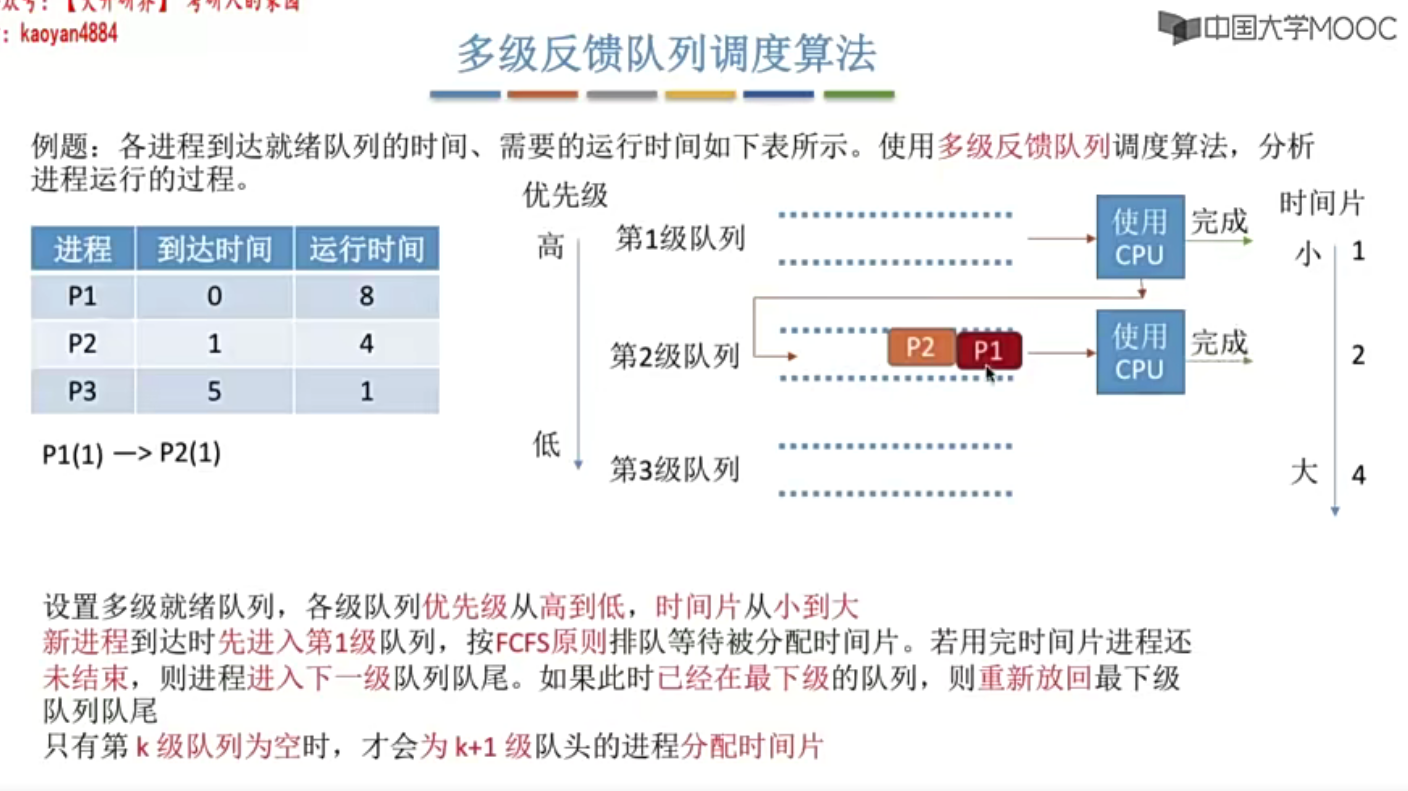 kaoyan4884
中国大学MOOC
多级反馈队列调度算法
例题：各进程到达就绪队列的时间、需要的运行时间如下表所示。使用多级反馈队列调度算法，分析
进程运行的过程。
进程 到达时间 运行时间
P1 0 8
P2 1 4
P3 5 1
P1(1) —> P2(1)
优先级
高
低
第1级队列
使用
CPU
完成
第2级队列
P2 P1
使用
CPU
完成
第3级队列
时间片
小 1
2
大 4
设置多级就绪队列，各级队列优先级从高到低，时间片从小到大
新进程到达时先进入第1级队列，按FCFS原则排队等待被分配时间片。若用完时间片进程还
未结束，则进程进入下一级队列队尾。如果此时已经在最下级的队列，则重新放回最下级
队列队尾
只有第 k 级队列为空时，才会为 k+1 级队头的进程分配时间片